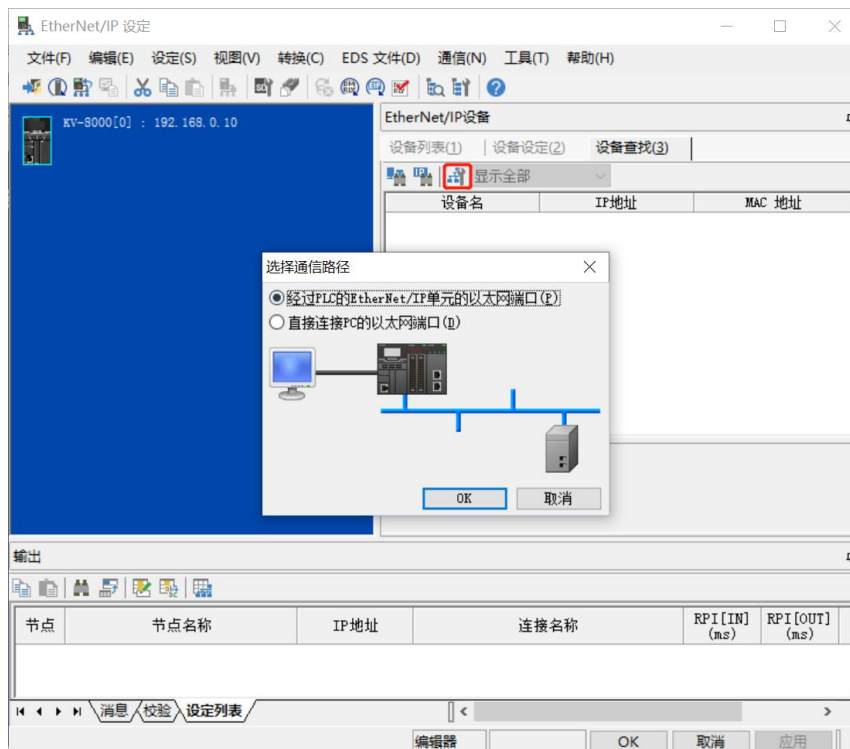 EtherNet/IP 设定
文件(F) 编辑(E) 设定(S) 视图(V) 转换(C) EDS 文件(D) 通信(N) 工具(T) 帮助(H)
KV-8000[0] : 192.168.0.10
EtherNet/IP设备
设备列表(1) 设备设定(2) 设备查找(3)
显示全部
设备名 IP地址 MAC 地址
选择通信路径
经过PLC的EtherNet/IP单元的以太网端口(P)
直接连接PC的以太网端口(D)
OK 取消
输出
节点 节点名称 IP地址 连接名称 RPI[IN] (ms) RPI[OUT] (ms)
消息 校验 设定列表
编辑器 OK 取消 应用